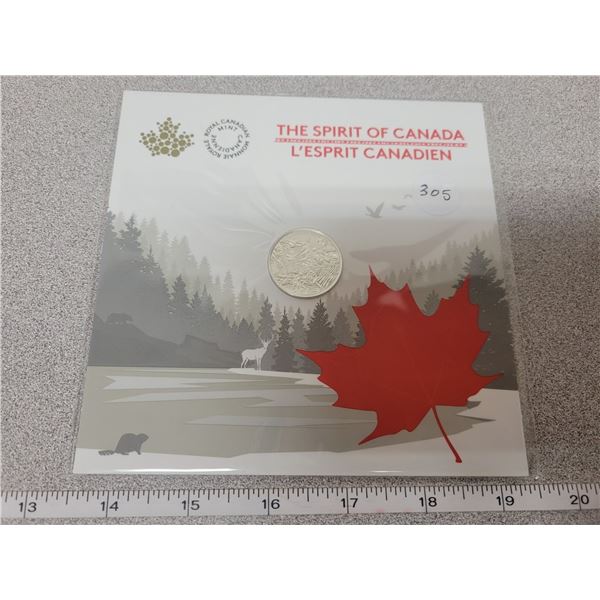 ROYAL CANADIAN MINT
MONNAIE ROYALE CANADIENNE
THE SPIRIT OF CANADA
L'ESPRIT CANADIEN
305
13 14 15 16 17 18 19 20